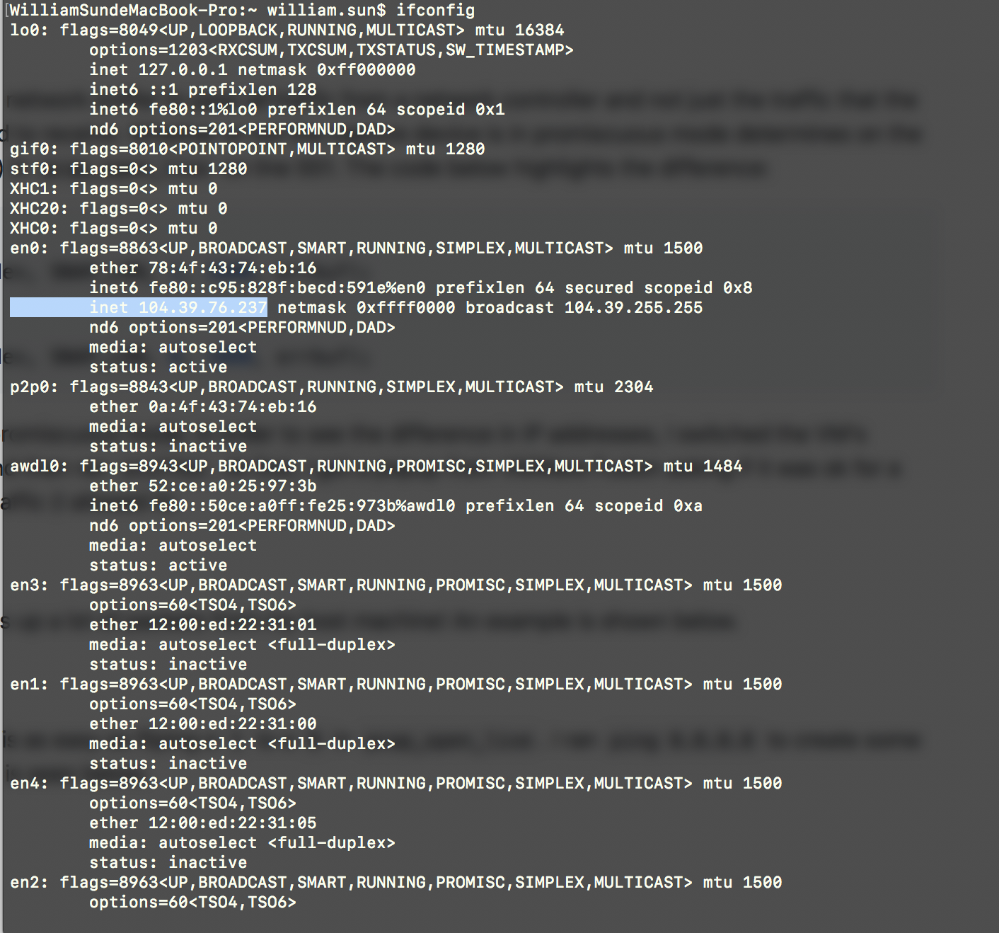 [WilliamSundeMacBook-Pro:~ william.sun$ ifconfig
lo0: flags=8049<UP,LOOPBACK,RUNNING,MULTICAST> mtu 16384
options=1203<RXCSUM,TXCSUM,TXSTATUS,SW_TIMESTAMP>
inet 127.0.0.1 netmask 0xff000000
inet6 ::1 prefixlen 128
inet6 fe80::1%lo0 prefixlen 64 scopeid 0x1
nd6 options=201<PERFORMNUD,DAD>
gif0: flags=8010<POINTOPOINT,MULTICAST> mtu 1280
stf0: flags=0<> mtu 1280
XHC1: flags=0<> mtu 0
XHC20: flags=0<> mtu 0
XHC0: flags=0<> mtu 0
en0: flags=8863<UP,BROADCAST,SMART,RUNNING,SIMPLEX,MULTICAST> mtu 1500
ether 78:4f:43:74:eb:16
inet6 fe80::c95:828f:becd:591e%en0 prefixlen 64 secured scopeid 0x8
inet 104.39.76.237 netmask 0xffff0000 broadcast 104.39.255.255
nd6 options=201<PERFORMNUD,DAD>
media: autoselect
status: active
p2p0: flags=8843<UP,BROADCAST,RUNNING,SIMPLEX,MULTICAST> mtu 2304
ether 0a:4f:43:74:eb:16
media: autoselect
status: inactive
awdl0: flags=8943<UP,BROADCAST,RUNNING,PROMISC,SIMPLEX,MULTICAST> mtu 1484
ether 52:ce:a0:25:97:3b
inet6 fe80::50ce:a0ff:fe25:973b%awdl0 prefixlen 64 scopeid 0xa
nd6 options=201<PERFORMNUD,DAD>
media: autoselect
status: active
en3: flags=8963<UP,BROADCAST,SMART,RUNNING,PROMISC,SIMPLEX,MULTICAST> mtu 1500
options=60<TSO4,TSO6>
ether 12:00:ed:22:31:01
media: autoselect <full-duplex>
status: inactive
en1: flags=8963<UP,BROADCAST,SMART,RUNNING,PROMISC,SIMPLEX,MULTICAST> mtu 1500
options=60<TSO4,TSO6>
ether 12:00:ed:22:31:00
media: autoselect <full-duplex>
status: inactive
en4: flags=8963<UP,BROADCAST,SMART,RUNNING,PROMISC,SIMPLEX,MULTICAST> mtu 1500
options=60<TSO4,TSO6>
ether 12:00:ed:22:31:05
media: autoselect <full-duplex>
status: inactive
en2: flags=8963<UP,BROADCAST,SMART,RUNNING,PROMISC,SIMPLEX,MULTICAST> mtu 1500
options=60<TSO4,TSO6>